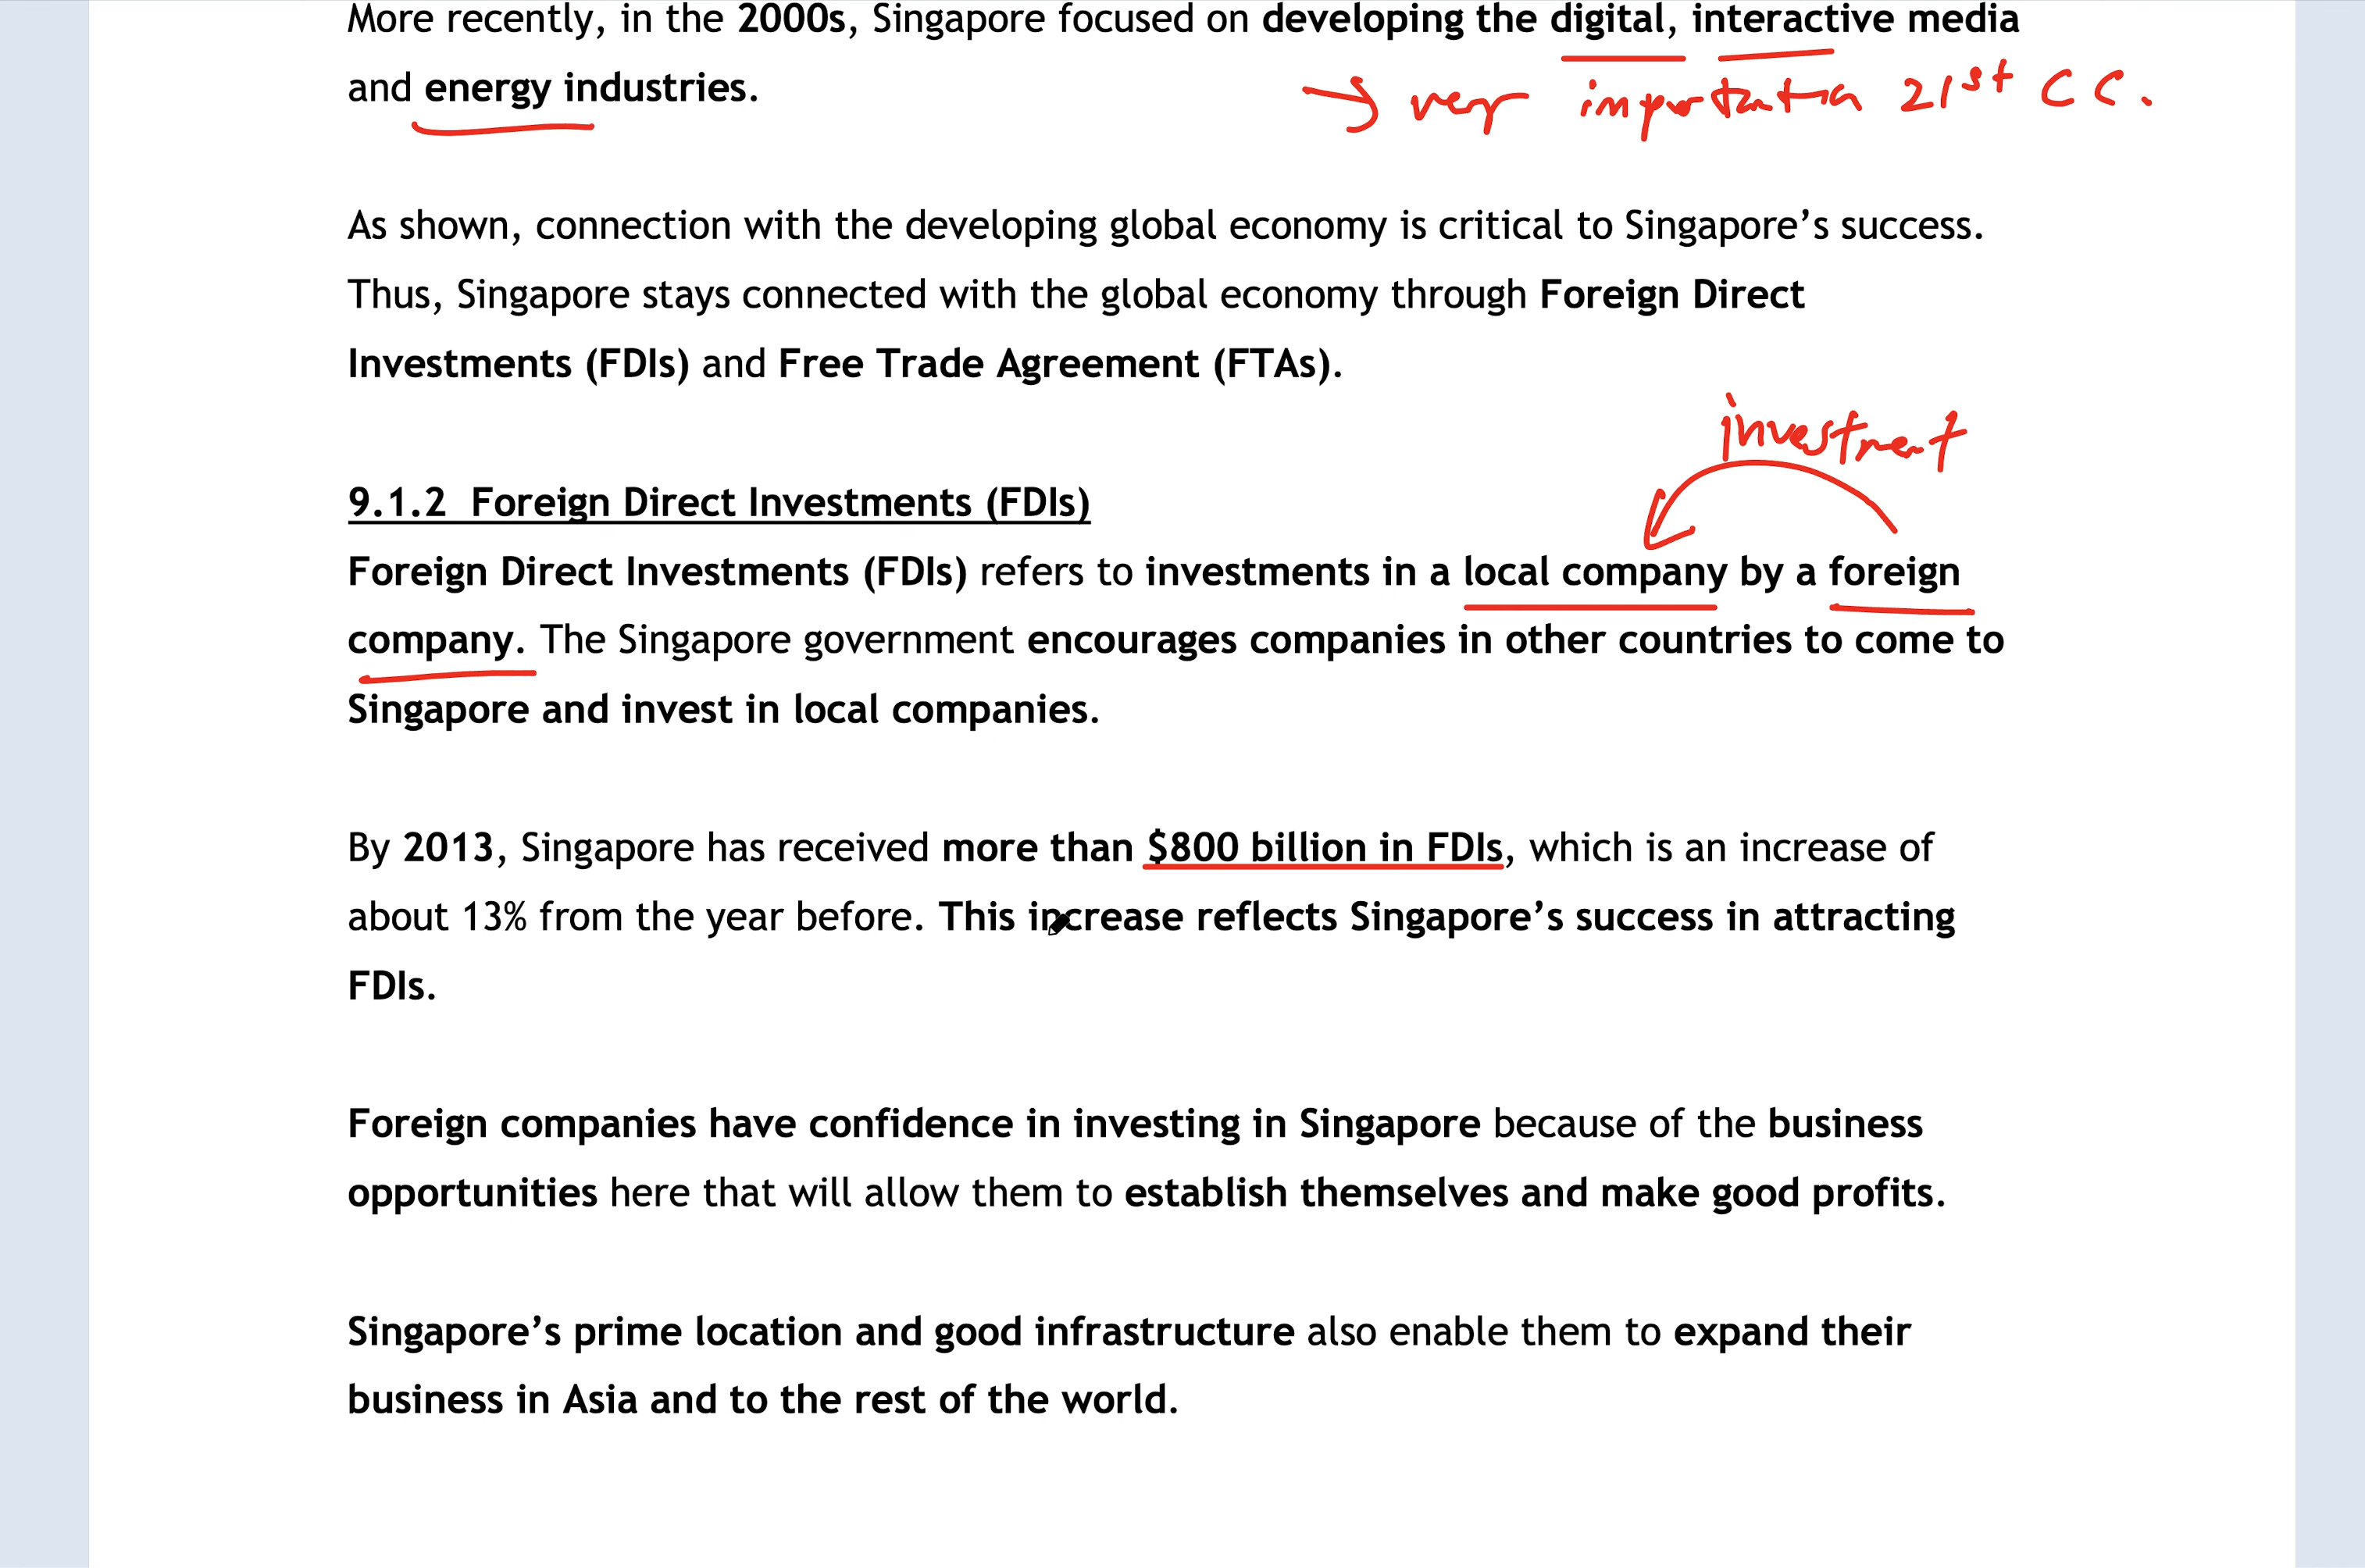 More recently, in the 2000s, Singapore focused on developing the digital, interactive media
and energy industries.
→ very important in 21st CC.
As shown, connection with the developing global economy is critical to Singapore’s success.
Thus, Singapore stays connected with the global economy through Foreign Direct
Investments (FDIs) and Free Trade Agreement (FTAs).
investment
9.1.2 Foreign Direct Investments (FDIs)
Foreign Direct Investments (FDIs) refers to investments in a local company by a foreign
company. The Singapore government encourages companies in other countries to come to
Singapore and invest in local companies.
By 2013, Singapore has received more than $800 billion in FDIs, which is an increase of
about 13% from the year before. This increase reflects Singapore’s success in attracting
FDIs.
Foreign companies have confidence in investing in Singapore because of the business
opportunities here that will allow them to establish themselves and make good profits.
Singapore’s prime location and good infrastructure also enable them to expand their
business in Asia and to the rest of the world.